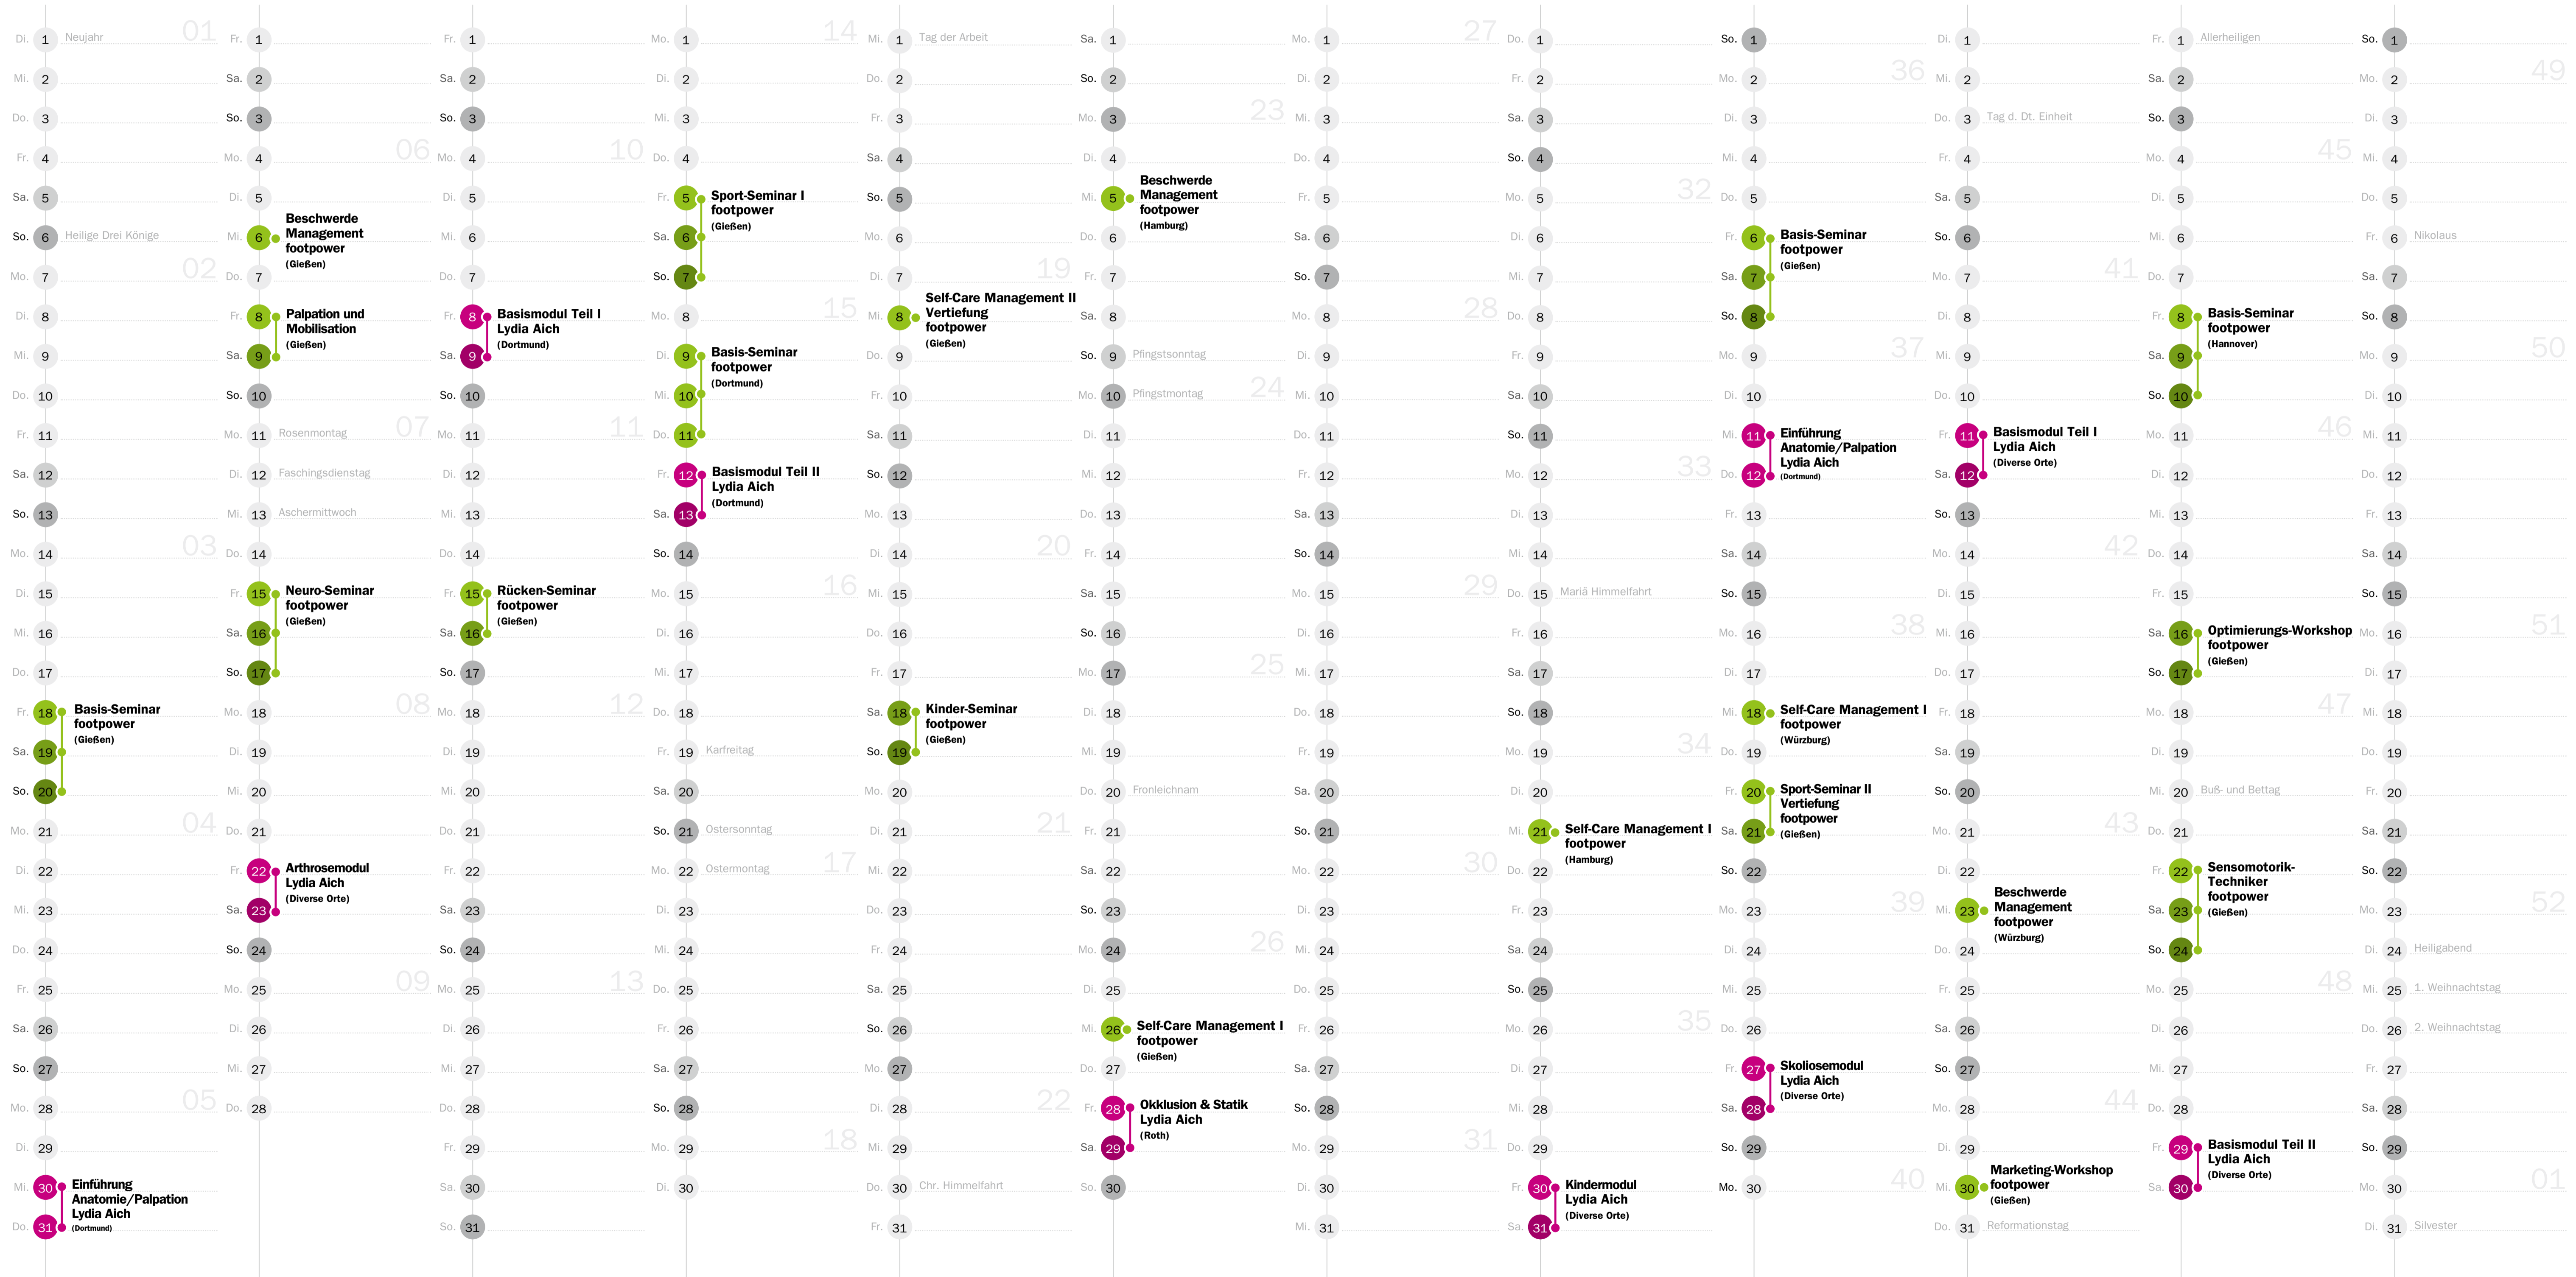 Di. 1 Neujahr 01
Mi. 2
Do. 3
Fr. 4
Sa. 5
So. 6 Heilige Drei Könige
Mo. 7 02
Di. 8
Mi. 9
Do. 10
Fr. 11
Sa. 12
So. 13
Mo. 14 03
Di. 15
Mi. 16
Do. 17
Fr. 18 Basis-Seminar
footpower
(Gießen)
Sa. 19
So. 20
Mo. 21 04
Di. 22
Mi. 23
Do. 24
Fr. 25
Sa. 26
So. 27
Mo. 28 05
Di. 29
Mi. 30 Einführung
Anatomie/Palpation
Lydia Aich
(Dortmund)
Do. 31
Fr. 1
Sa. 2
So. 3
Mo. 4 06
Di. 5
Beschwerde
Management
footpower
(Gießen)
Mi. 6
Do. 7
Fr. 8 Palpation und
Mobilisation
(Gießen)
Sa. 9
So. 10
Mo. 11 Rosenmontag 07
Di. 12 Faschingsdienstag
Mi. 13 Aschermittwoch
Do. 14
Fr. 15 Neuro-Seminar
footpower
(Gießen)
Sa. 16
So. 17
Mo. 18 08
Di. 19
Mi. 20
Do. 21
Fr. 22 Arthrosemodul
Lydia Aich
(Diverse Orte)
Sa. 23
So. 24
Mo. 25 09
Di. 26
Mi. 27
Do. 28
Fr. 1
Sa. 2
So. 3
Mo. 4 10
Di. 5
Mi. 6
Do. 7
Fr. 8 Basismodul Teil I
Lydia Aich
(Dortmund)
Sa. 9
So. 10
Mo. 11 11
Di. 12
Mi. 13
Do. 14
Fr. 15 Rücken-Seminar
footpower
(Gießen)
Sa. 16
So. 17
Mo. 18 12
Di. 19
Mi. 20
Do. 21
Fr. 22
Sa. 23
So. 24
Mo. 25 13
Di. 26
Mi. 27
Do. 28
Fr. 29
Sa. 30
So. 31
Mo. 1 14
Di. 2
Mi. 3
Do. 4
Fr. 5 Sport-Seminar I
footpower
(Gießen)
Sa. 6
So. 7
Mo. 8 15
Di. 9 Basis-Seminar
footpower
(Dortmund)
Mi. 10
Do. 11
Fr. 12 Basismodul Teil II
Lydia Aich
(Dortmund)
Sa. 13
So. 14
Mo. 15 16
Di. 16
Mi. 17
Do. 18
Fr. 19 Karfreitag
Sa. 20
So. 21 Ostersonntag
Mo. 22 Ostermontag 17
Di. 23
Mi. 24
Do. 25
Fr. 26
Sa. 27
So. 28
Mo. 29 18
Di. 30
Mi. 1 Tag der Arbeit
Do. 2
Fr. 3
Sa. 4
So. 5
Mo. 6
Di. 7 19
Self-Care Management II
Vertiefung
footpower
(Gießen)
Mi. 8
Do. 9
Fr. 10
Sa. 11
So. 12
Mo. 13
Di. 14 20
Mi. 15
Do. 16
Fr. 17
Sa. 18 Kinder-Seminar
footpower
(Gießen)
So. 19
Mo. 20
Di. 21 21
Mi. 22
Do. 23
Fr. 24
Sa. 25
So. 26
Mo. 27
Di. 28 22
Mi. 29
Do. 30 Chr. Himmelfahrt
Fr. 31
Sa. 1
So. 2
Mo. 3 23
Di. 4
Beschwerde
Management
footpower
(Hamburg)
Mi. 5
Do. 6
Fr. 7
Sa. 8
So. 9 Pfingstsonntag
Mo. 10 Pfingstmontag 24
Di. 11
Mi. 12
Do. 13
Fr. 14
Sa. 15
So. 16
Mo. 17 25
Di. 18
Mi. 19
Do. 20 Fronleichnam
Fr. 21
Sa. 22
So. 23
Mo. 24 26
Di. 25
Mi. 26 Self-Care Management I
footpower
(Gießen)
Do. 27
Fr. 28 Okklusion & Statik
Lydia Aich
(Roth)
Sa. 29
So. 30
Mo. 1 27
Di. 2
Mi. 3
Do. 4
Fr. 5
Sa. 6
So. 7
Mo. 8 28
Di. 9
Mi. 10
Do. 11
Fr. 12
Sa. 13
So. 14
Mo. 15 29
Di. 16
Mi. 17
Do. 18
Fr. 19
Sa. 20
So. 21
Mo. 22 30
Di. 23
Mi. 24
Do. 25
Fr. 26
Sa. 27
So. 28
Mo. 29 31
Di. 30
Mi. 31
Do. 1
Fr. 2
Sa. 3
So. 4
Mo. 5 32
Di. 6
Mi. 7
Do. 8
Fr. 9
Sa. 10
So. 11
Mo. 12 33
Di. 13
Mi. 14
Do. 15 Mariä Himmelfahrt
Fr. 16
Sa. 17
So. 18
Mo. 19 34
Di. 20
Mi. 21 Self-Care Management I
footpower
(Hamburg)
Do. 22
Fr. 23
Sa. 24
So. 25
Mo. 26 35
Di. 27
Mi. 28
Do. 29
Fr. 30 Kindermodul
Lydia Aich
(Diverse Orte)
Sa. 31
So. 1
Mo. 2 36
Di. 3
Mi. 4
Do. 5
Fr. 6 Basis-Seminar
footpower
(Gießen)
Sa. 7
So. 8
Mo. 9 37
Di. 10
Mi. 11 Einführung
Anatomie/Palpation
Lydia Aich
(Dortmund)
Do. 12
Fr. 13
Sa. 14
So. 15
Mo. 16 38
Di. 17
Mi. 18 Self-Care Management I
footpower
(Würzburg)
Do. 19
Fr. 20 Sport-Seminar II
Vertiefung
footpower
(Gießen)
Sa. 21
So. 22
Mo. 23 39
Di. 24
Mi. 25
Do. 26
Fr. 27 Skoliosemodul
Lydia Aich
(Diverse Orte)
Sa. 28
So. 29
Mo. 30 40
Di. 1
Mi. 2
Do. 3 Tag d. Dt. Einheit
Fr. 4
Sa. 5
So. 6
Mo. 7 41
Di. 8
Mi. 9
Do. 10
Fr. 11 Basismodul Teil I
Lydia Aich
(Diverse Orte)
Sa. 12
So. 13
Mo. 14 42
Di. 15
Mi. 16
Do. 17
Fr. 18
Sa. 19
So. 20
Mo. 21 43
Di. 22
Beschwerde
Management
footpower
(Würzburg)
Mi. 23
Do. 24
Fr. 25
Sa. 26
So. 27
Mo. 28 44
Di. 29
Marketing-Workshop
footpower
(Gießen)
Mi. 30
Do. 31 Reformationstag
Fr. 1 Allerheiligen
Sa. 2
So. 3
Mo. 4 45
Di. 5
Mi. 6
Do. 7
Fr. 8 Basis-Seminar
footpower
(Hannover)
Sa. 9
So. 10
Mo. 11 46
Di. 12
Mi. 13
Do. 14
Fr. 15
Sa. 16 Optimierungs-Workshop
footpower
(Gießen)
So. 17
Mo. 18 47
Di. 19
Mi. 20 Buß- und Bettag
Do. 21
Fr. 22 Sensomotorik-
Techniker
footpower
(Gießen)
Sa. 23
So. 24
Mo. 25 48
Di. 26
Mi. 27
Do. 28
Fr. 29 Basismodul Teil II
Lydia Aich
(Diverse Orte)
Sa. 30
So. 1
Mo. 2 49
Di. 3
Mi. 4
Do. 5
Fr. 6 Nikolaus
Sa. 7
So. 8
Mo. 9 50
Di. 10
Mi. 11
Do. 12
Fr. 13
Sa. 14
So. 15
Mo. 16 51
Di. 17
Mi. 18
Do. 19
Fr. 20
Sa. 21
So. 22
Mo. 23 52
Di. 24 Heiligabend
Mi. 25 1. Weihnachtstag
Do. 26 2. Weihnachtstag
Fr. 27
Sa. 28
So. 29
Mo. 30 01
Di. 31 Silvester